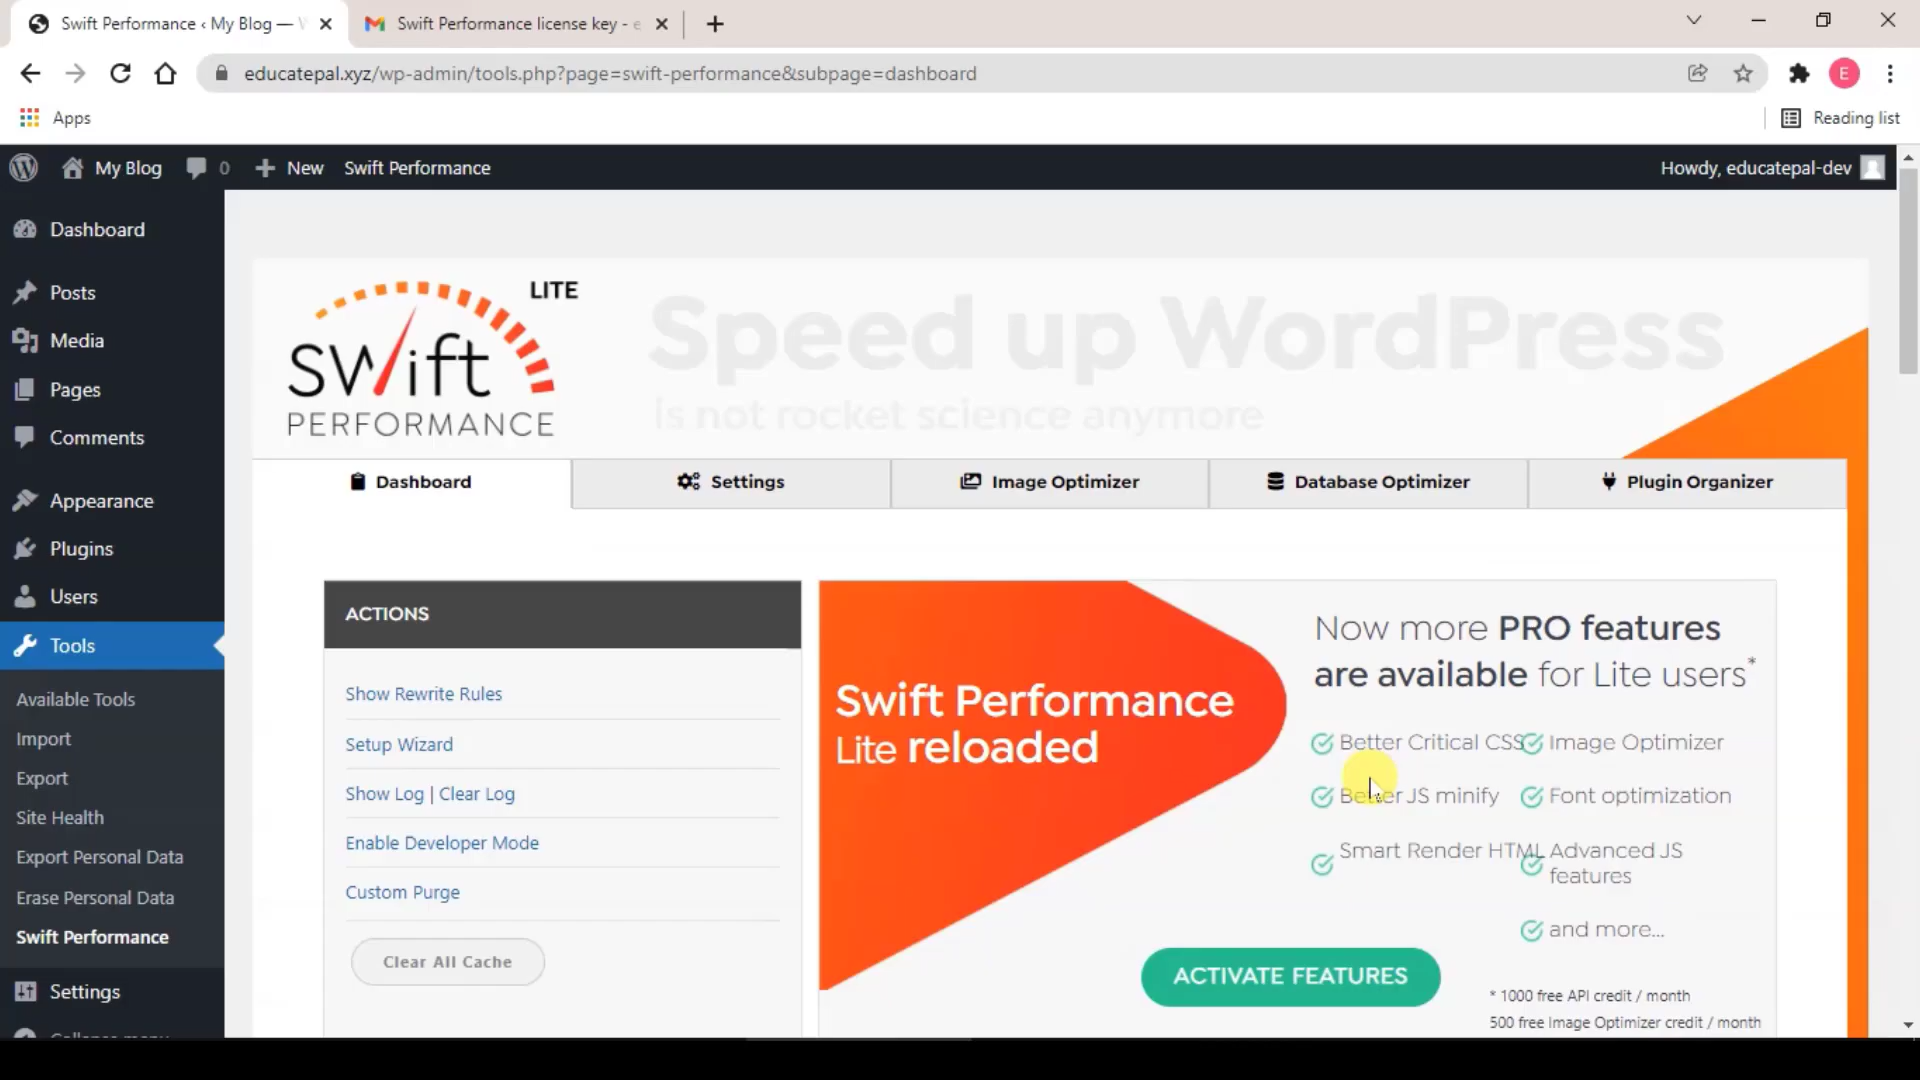 Swift Performance ‹ My Blog —
Swift Performance license key -
educatepal.xyz/wp-admin/tools.php?page=swift-performance&subpage=dashboard
E
Apps
Reading list
My Blog
0
New
Swift Performance
Howdy, educatepal-dev
Dashboard
Posts
Media
Pages
Comments
Appearance
Plugins
Users
Tools
Available Tools
Import
Export
Site Health
Export Personal Data
Erase Personal Data
Swift Performance
Settings
Collapse menu
LITE
swift
PERFORMANCE
Speed up WordPress
is not rocket science anymore
Dashboard
Settings
Image Optimizer
Database Optimizer
Plugin Organizer
ACTIONS
Show Rewrite Rules
Setup Wizard
Show Log | Clear Log
Enable Developer Mode
Custom Purge
Clear All Cache
Swift Performance
Lite reloaded
Now more PRO features
are available for Lite users*
Better Critical CSS
Image Optimizer
Better JS minify
Font optimization
Smart Render HTML
Advanced JS
features
and more...
ACTIVATE FEATURES
* 1000 free API credit / month
500 free Image Optimizer credit / month